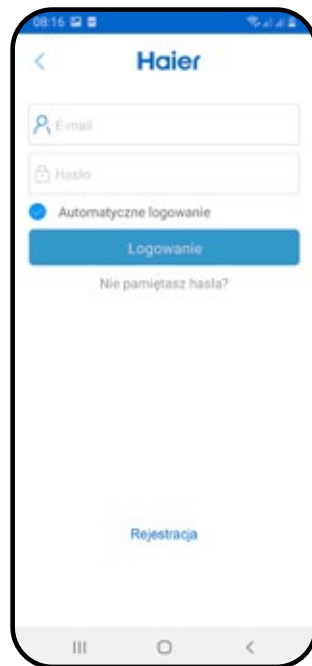 08:16
Haier
E-mail
Hasło
Automatyczne logowanie
Logowanie
Nie pamiętasz hasła?
Rejestracja